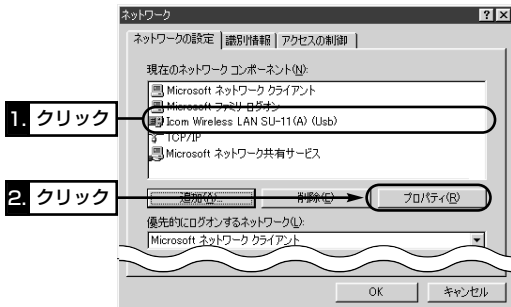 ネットワーク
ネットワークの設定 識別情報 アクセスの制御
現在のネットワーク コンポーネント(N):
Microsoft ネットワーク クライアント
Microsoft ファミリ ログオン
1. クリック
Icom Wireless LAN SU-11(A) (Usb)
TCP/IP
Microsoft ネットワーク共有サービス
2. クリック
追加(A)... 削除(E) プロパティ(R)
優先的にログオンするネットワーク(L):
Microsoft ネットワーク クライアント
OK キャンセル